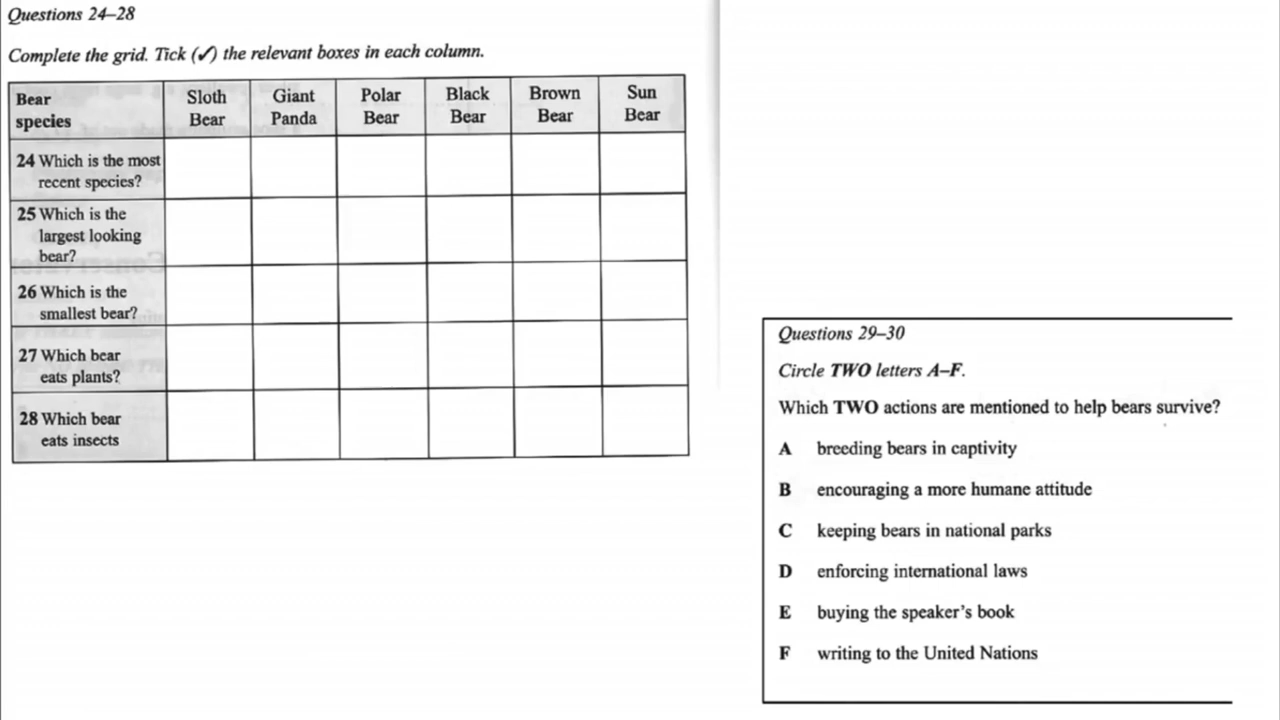 Questions 24–28
Complete the grid. Tick (✓) the relevant boxes in each column.
Bear species
Sloth Bear
Giant Panda
Polar Bear
Black Bear
Brown Bear
Sun Bear
24 Which is the most
recent species?
25 Which is the
largest looking
bear?
26 Which is the
smallest bear?
27 Which bear
eats plants?
28 Which bear
eats insects
Questions 29–30
Circle TWO letters A–F.
Which TWO actions are mentioned to help bears survive?
A breeding bears in captivity
B encouraging a more humane attitude
C keeping bears in national parks
D enforcing international laws
E buying the speaker's book
F writing to the United Nations